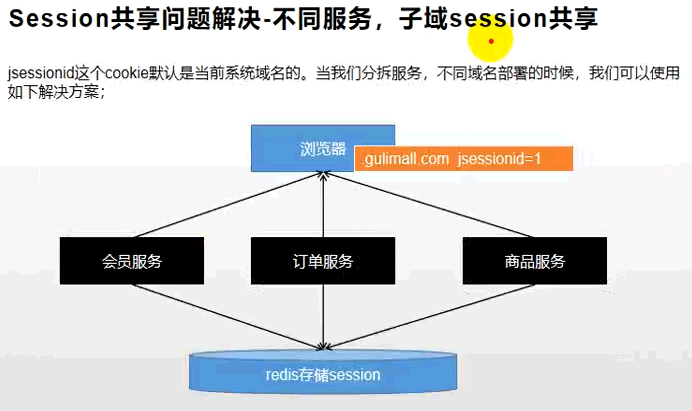 Session共享问题解决-不同服务，子域session共享
jsessionid这个cookie默认是当前系统域名的。当我们分拆服务，不同域名部署的时候，我们可以使用
如下解决方案；
浏览器
.gulimall.com jsessionid=1
会员服务
订单服务
商品服务
redis存储session